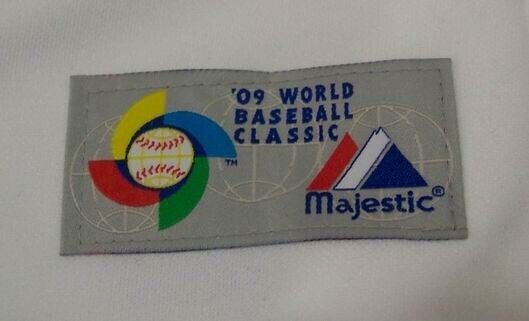 '09 WORLD
BASEBALL
CLASSIC
TM
Majestic®